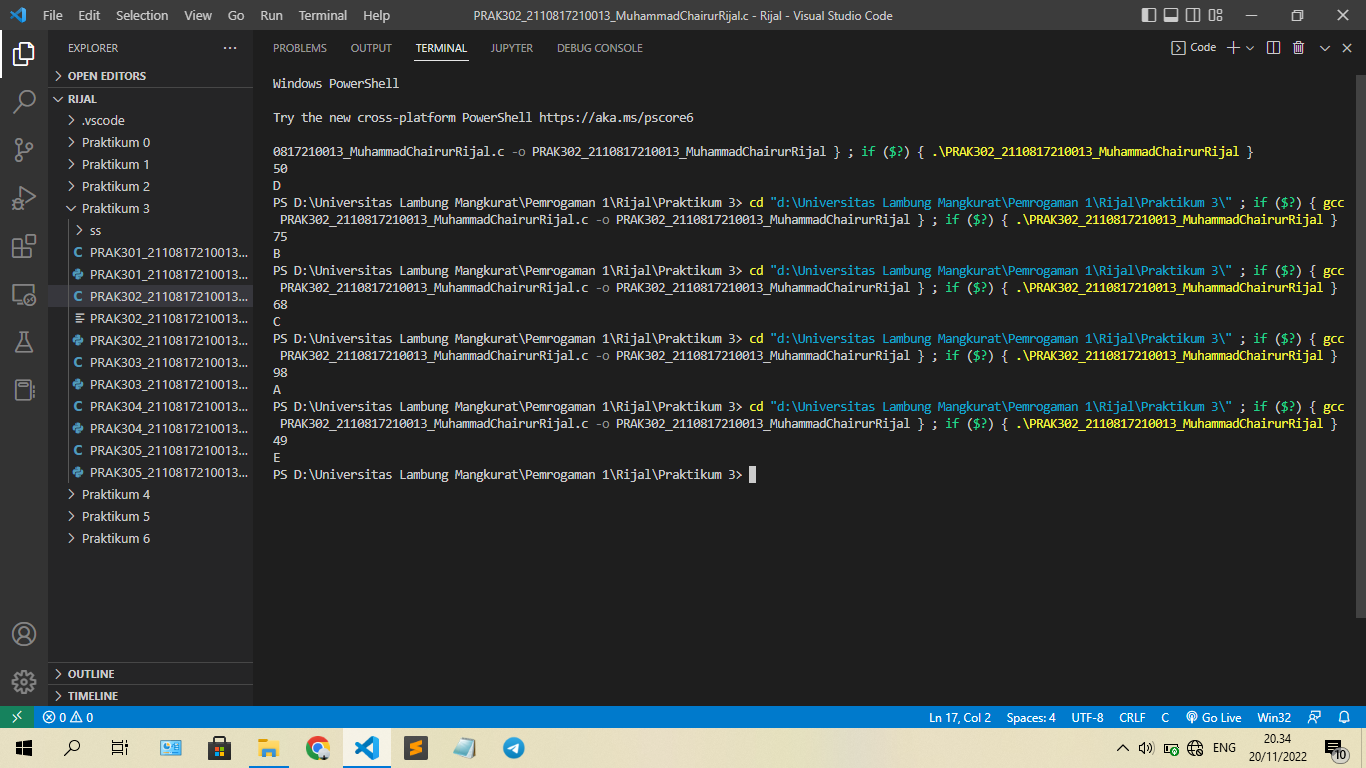 File Edit Selection View Go Run Terminal Help PRAK302_2110817210013_MuhammadChairurRijal.c - Rijal - Visual Studio Code
EXPLORER
OPEN EDITORS
RIJAL
.vscode
Praktikum 0
Praktikum 1
Praktikum 2
Praktikum 3
ss
C PRAK301_2110817210013...
PRAK301_2110817210013...
C PRAK302_2110817210013...
PRAK302_2110817210013...
PRAK302_2110817210013...
C PRAK303_2110817210013...
PRAK303_2110817210013...
C PRAK304_2110817210013...
PRAK304_2110817210013...
C PRAK305_2110817210013...
PRAK305_2110817210013...
Praktikum 4
Praktikum 5
Praktikum 6
OUTLINE
TIMELINE
PROBLEMS OUTPUT TERMINAL JUPYTER DEBUG CONSOLE Code
Windows PowerShell
Try the new cross-platform PowerShell https://aka.ms/pscore6
0817210013_MuhammadChairurRijal.c -o PRAK302_2110817210013_MuhammadChairurRijal } ; if ($?) { .\PRAK302_2110817210013_MuhammadChairurRijal }
50
D
PS D:\Universitas Lambung Mangkurat\Pemrogaman 1\Rijal\Praktikum 3> cd "d:\Universitas Lambung Mangkurat\Pemrogaman 1\Rijal\Praktikum 3\" ; if ($?) { gcc
PRAK302_2110817210013_MuhammadChairurRijal.c -o PRAK302_2110817210013_MuhammadChairurRijal } ; if ($?) { .\PRAK302_2110817210013_MuhammadChairurRijal }
75
B
PS D:\Universitas Lambung Mangkurat\Pemrogaman 1\Rijal\Praktikum 3> cd "d:\Universitas Lambung Mangkurat\Pemrogaman 1\Rijal\Praktikum 3\" ; if ($?) { gcc
PRAK302_2110817210013_MuhammadChairurRijal.c -o PRAK302_2110817210013_MuhammadChairurRijal } ; if ($?) { .\PRAK302_2110817210013_MuhammadChairurRijal }
68
C
PS D:\Universitas Lambung Mangkurat\Pemrogaman 1\Rijal\Praktikum 3> cd "d:\Universitas Lambung Mangkurat\Pemrogaman 1\Rijal\Praktikum 3\" ; if ($?) { gcc
PRAK302_2110817210013_MuhammadChairurRijal.c -o PRAK302_2110817210013_MuhammadChairurRijal } ; if ($?) { .\PRAK302_2110817210013_MuhammadChairurRijal }
98
A
PS D:\Universitas Lambung Mangkurat\Pemrogaman 1\Rijal\Praktikum 3> cd "d:\Universitas Lambung Mangkurat\Pemrogaman 1\Rijal\Praktikum 3\" ; if ($?) { gcc
PRAK302_2110817210013_MuhammadChairurRijal.c -o PRAK302_2110817210013_MuhammadChairurRijal } ; if ($?) { .\PRAK302_2110817210013_MuhammadChairurRijal }
49
E
PS D:\Universitas Lambung Mangkurat\Pemrogaman 1\Rijal\Praktikum 3>
0 0 Ln 17, Col 2 Spaces: 4 UTF-8 CRLF C Go Live Win32
ENG 20.34 10
20/11/2022